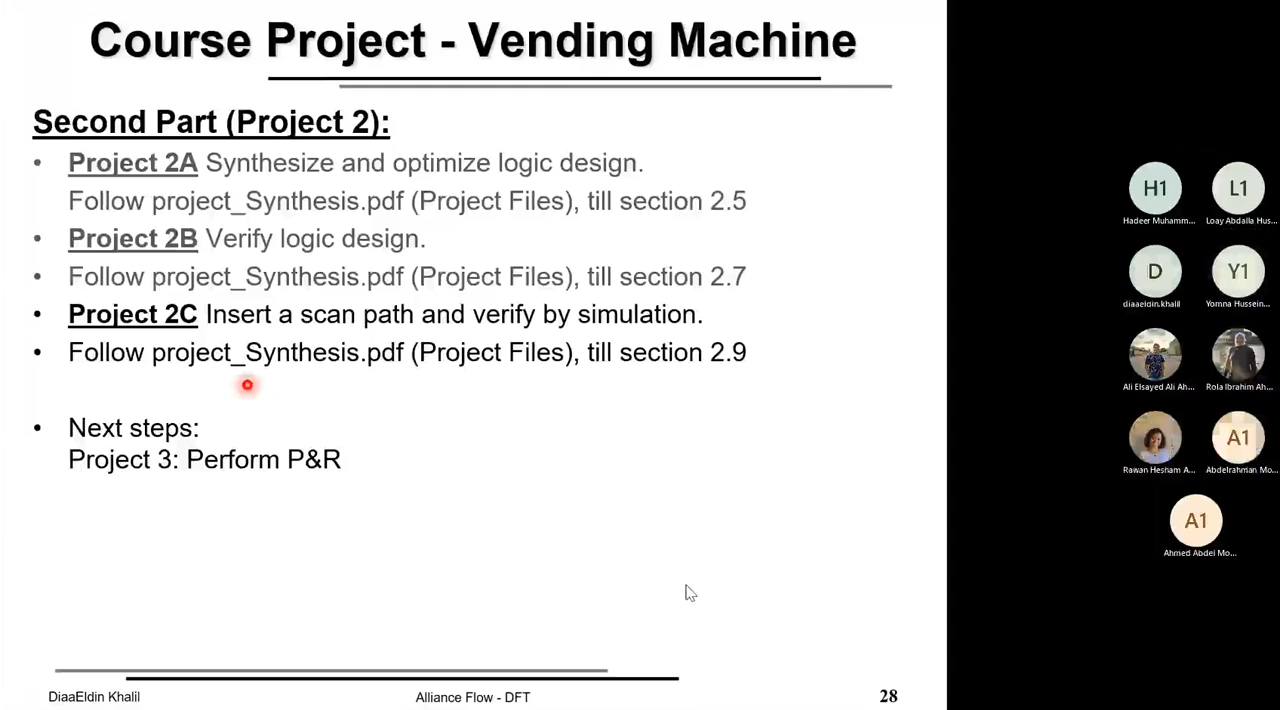 Course Project - Vending Machine
Second Part (Project 2):
• Project 2A Synthesize and optimize logic design.
Follow project_Synthesis.pdf (Project Files), till section 2.5
• Project 2B Verify logic design.
• Follow project_Synthesis.pdf (Project Files), till section 2.7
• Project 2C Insert a scan path and verify by simulation.
• Follow project_Synthesis.pdf (Project Files), till section 2.9
• Next steps:
Project 3: Perform P&R
DiaaEldin Khalil
Alliance Flow - DFT
28
H1
L1
Hadeer Muhamm...
Loay Abdalla Hus...
D
Y1
diaaeldin.khalil
Yomna Hussein...
Ali Elsayed Ali Ah...
Rola Ibrahim Ah...
A1
Rawan Hesham A...
Abdelrahman Mo...
A1
Ahmed Abdel Mo...